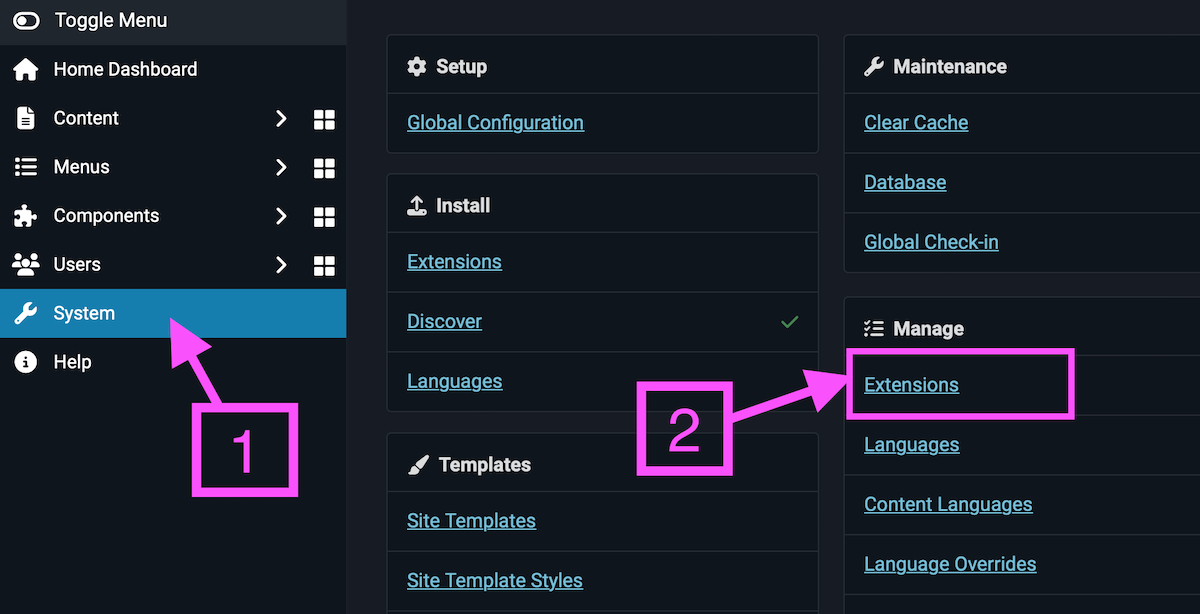 Toggle Menu
Home Dashboard
Content
Menus
Components
Users
System
Help
1
Setup
Global Configuration
Install
Extensions
Discover
Languages
2
Templates
Site Templates
Site Template Styles
Maintenance
Clear Cache
Database
Global Check-in
Manage
Extensions
Languages
Content Languages
Language Overrides